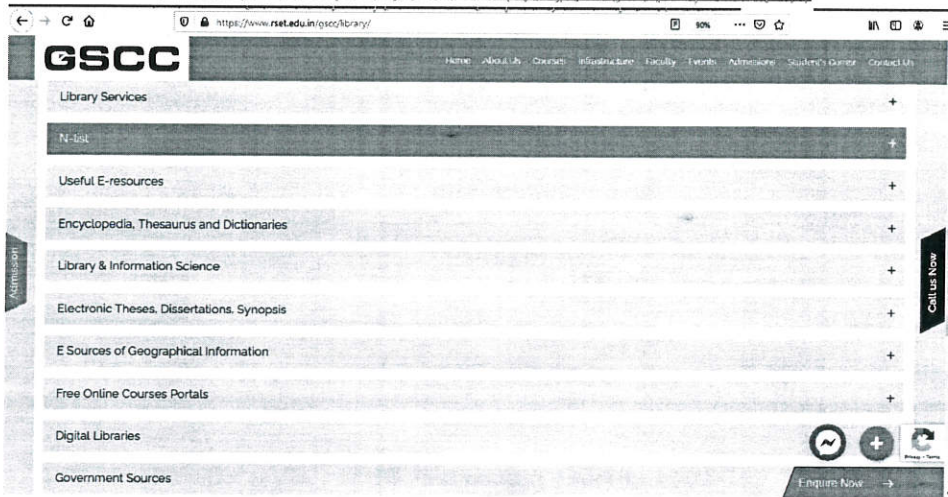 https://www.rset.edu.in/gscc/library/
90%
GSCC
Home About Us Courses Infrastructure Faculty Events Admissions Student's Corner Contact Us
Library Services +
N-list +
Useful E-resources +
Encyclopedia, Thesaurus and Dictionaries +
Library & Information Science +
Electronic Theses, Dissertations, Synopsis +
E Sources of Geographical Information +
Free Online Courses Portals +
Digital Libraries
Government Sources
Admission
Call us Now
Privacy - Terms
Enquire Now →